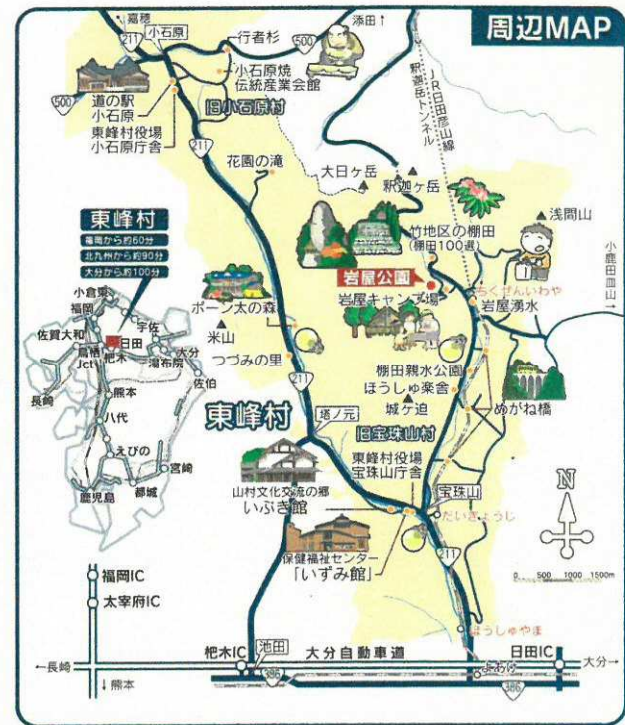 周辺MAP
嘉穂
添田↑
211
小石原
500
行者杉
小石原焼
伝統産業会館
500
道の駅
小石原
東峰村役場
小石原庁舎
旧小石原村
211
釈迦岳トンネル
JR日田彦山線
花園の滝
大日ヶ岳
釈迦ヶ岳
浅間山
竹地区の棚田
(棚田100選)
小鹿田皿山→
岩屋公園
岩屋キャンプ場
ちくぜんいわや
岩屋湧水
東峰村
福岡から約60分
北九州から約90分
大分から約100分
小倉東
福岡
佐賀大和
宇佐
日田
鳥栖
Jct
杷木
大分
湯布院
佐伯
長崎
熊本
八代
えびの
宮崎
鹿児島
都城
ポーン太の森
米山
つづみの里
211
棚田親水公園
ほうしゅ楽舎
めがね橋
城ヶ迫
東峰村
塔ノ元
旧宝珠山村
東峰村役場
宝珠山庁舎
宝珠山
だいぎょうじ
山村文化交流の郷
いぶき館
保健福祉センター
「いずみ館」
211
N
0 500 1000 1500m
ほうしゅやま
福岡IC
太宰府IC
杷木IC
池田
大分自動車道
日田IC
←長崎
大分→
↓熊本
386
よあけ
386